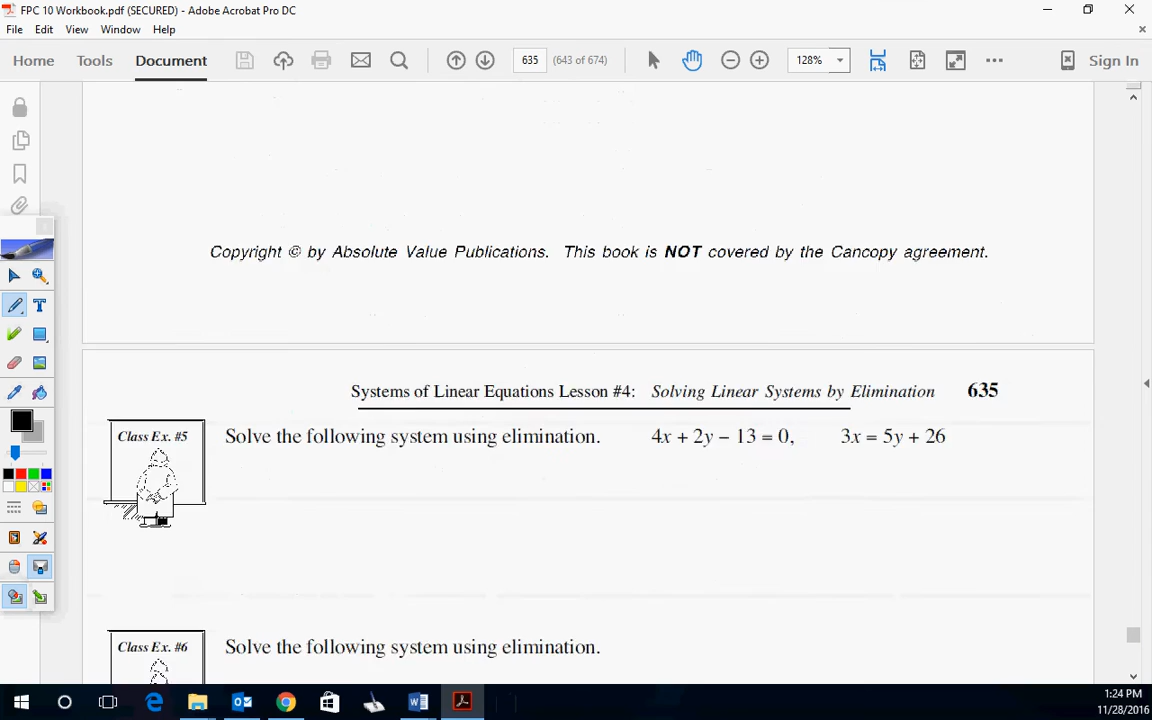 FPC 10 Workbook.pdf (SECURED) - Adobe Acrobat Pro DC
File Edit View Window Help
Home Tools Document 635 (643 of 674) 128% Sign In
Copyright © by Absolute Value Publications. This book is NOT covered by the Cancopy agreement.
Systems of Linear Equations Lesson #4: Solving Linear Systems by Elimination 635
Class Ex. #5 Solve the following system using elimination. 4x + 2y − 13 = 0, 3x = 5y + 26
Class Ex. #6 Solve the following system using elimination.
1:24 PM
11/28/2016